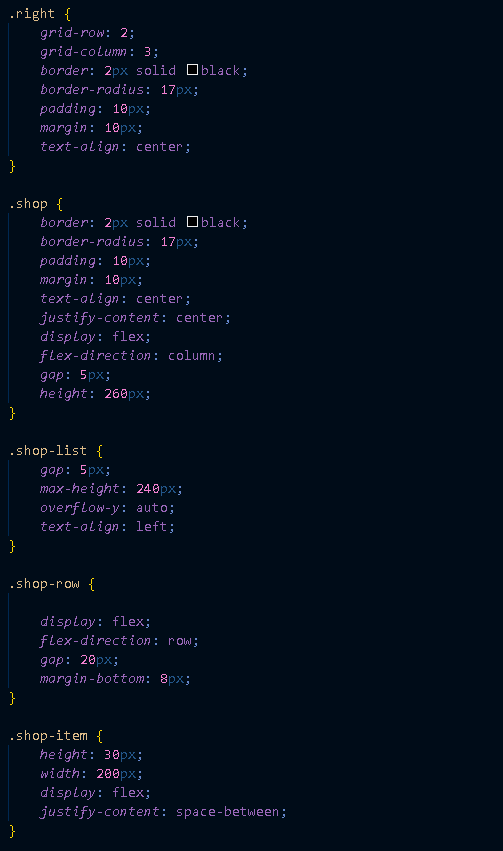 .right {
    grid-row: 2;
    grid-column: 3;
    border: 2px solid black;
    border-radius: 17px;
    padding: 10px;
    margin: 10px;
    text-align: center;
}

.shop {
    border: 2px solid black;
    border-radius: 17px;
    padding: 10px;
    margin: 10px;
    text-align: center;
    justify-content: center;
    display: flex;
    flex-direction: column;
    gap: 5px;
    height: 260px;
}

.shop-list {
    gap: 5px;
    max-height: 240px;
    overflow-y: auto;
    text-align: left;
}

.shop-row {

    display: flex;
    flex-direction: row;
    gap: 20px;
    margin-bottom: 8px;
}

.shop-item {
    height: 30px;
    width: 200px;
    display: flex;
    justify-content: space-between;
}